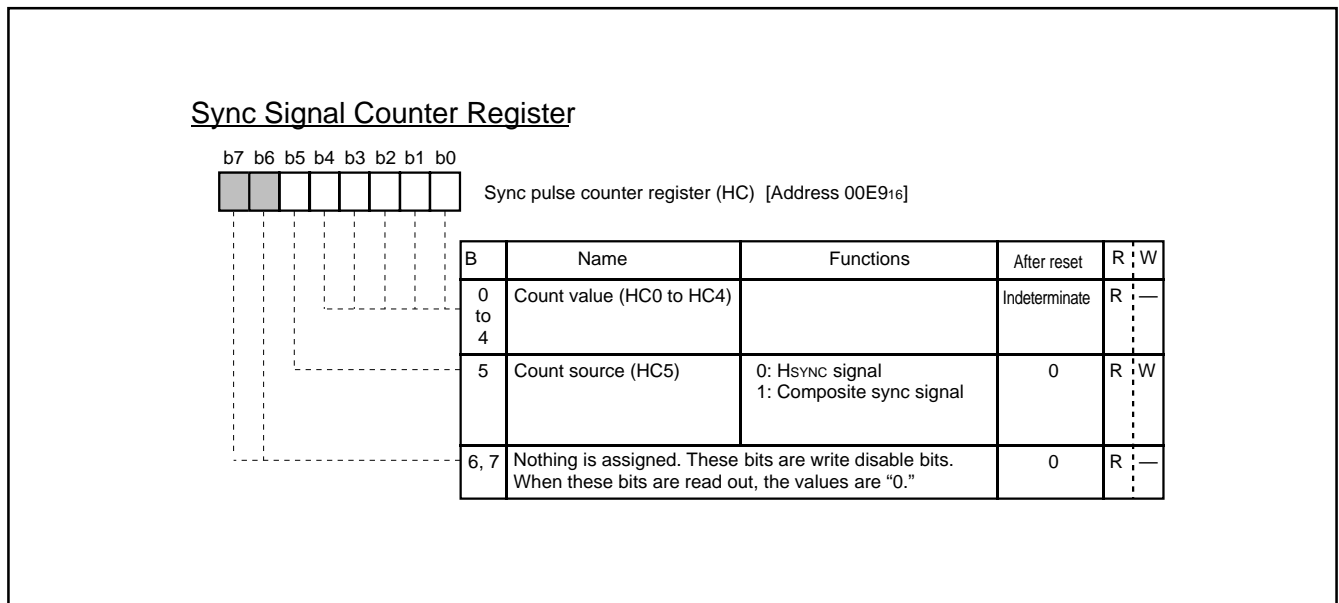 Sync Signal Counter Register
b7 b6 b5 b4 b3 b2 b1 b0
Sync pulse counter register (HC) [Address 00E916]
B Name Functions After reset R W
0 to 4 Count value (HC0 to HC4) Indeterminate R —
5 Count source (HC5) 0: HSYNC signal 0 R W
1: Composite sync signal
6, 7 Nothing is assigned. These bits are write disable bits. 0 R —
When these bits are read out, the values are “0.”